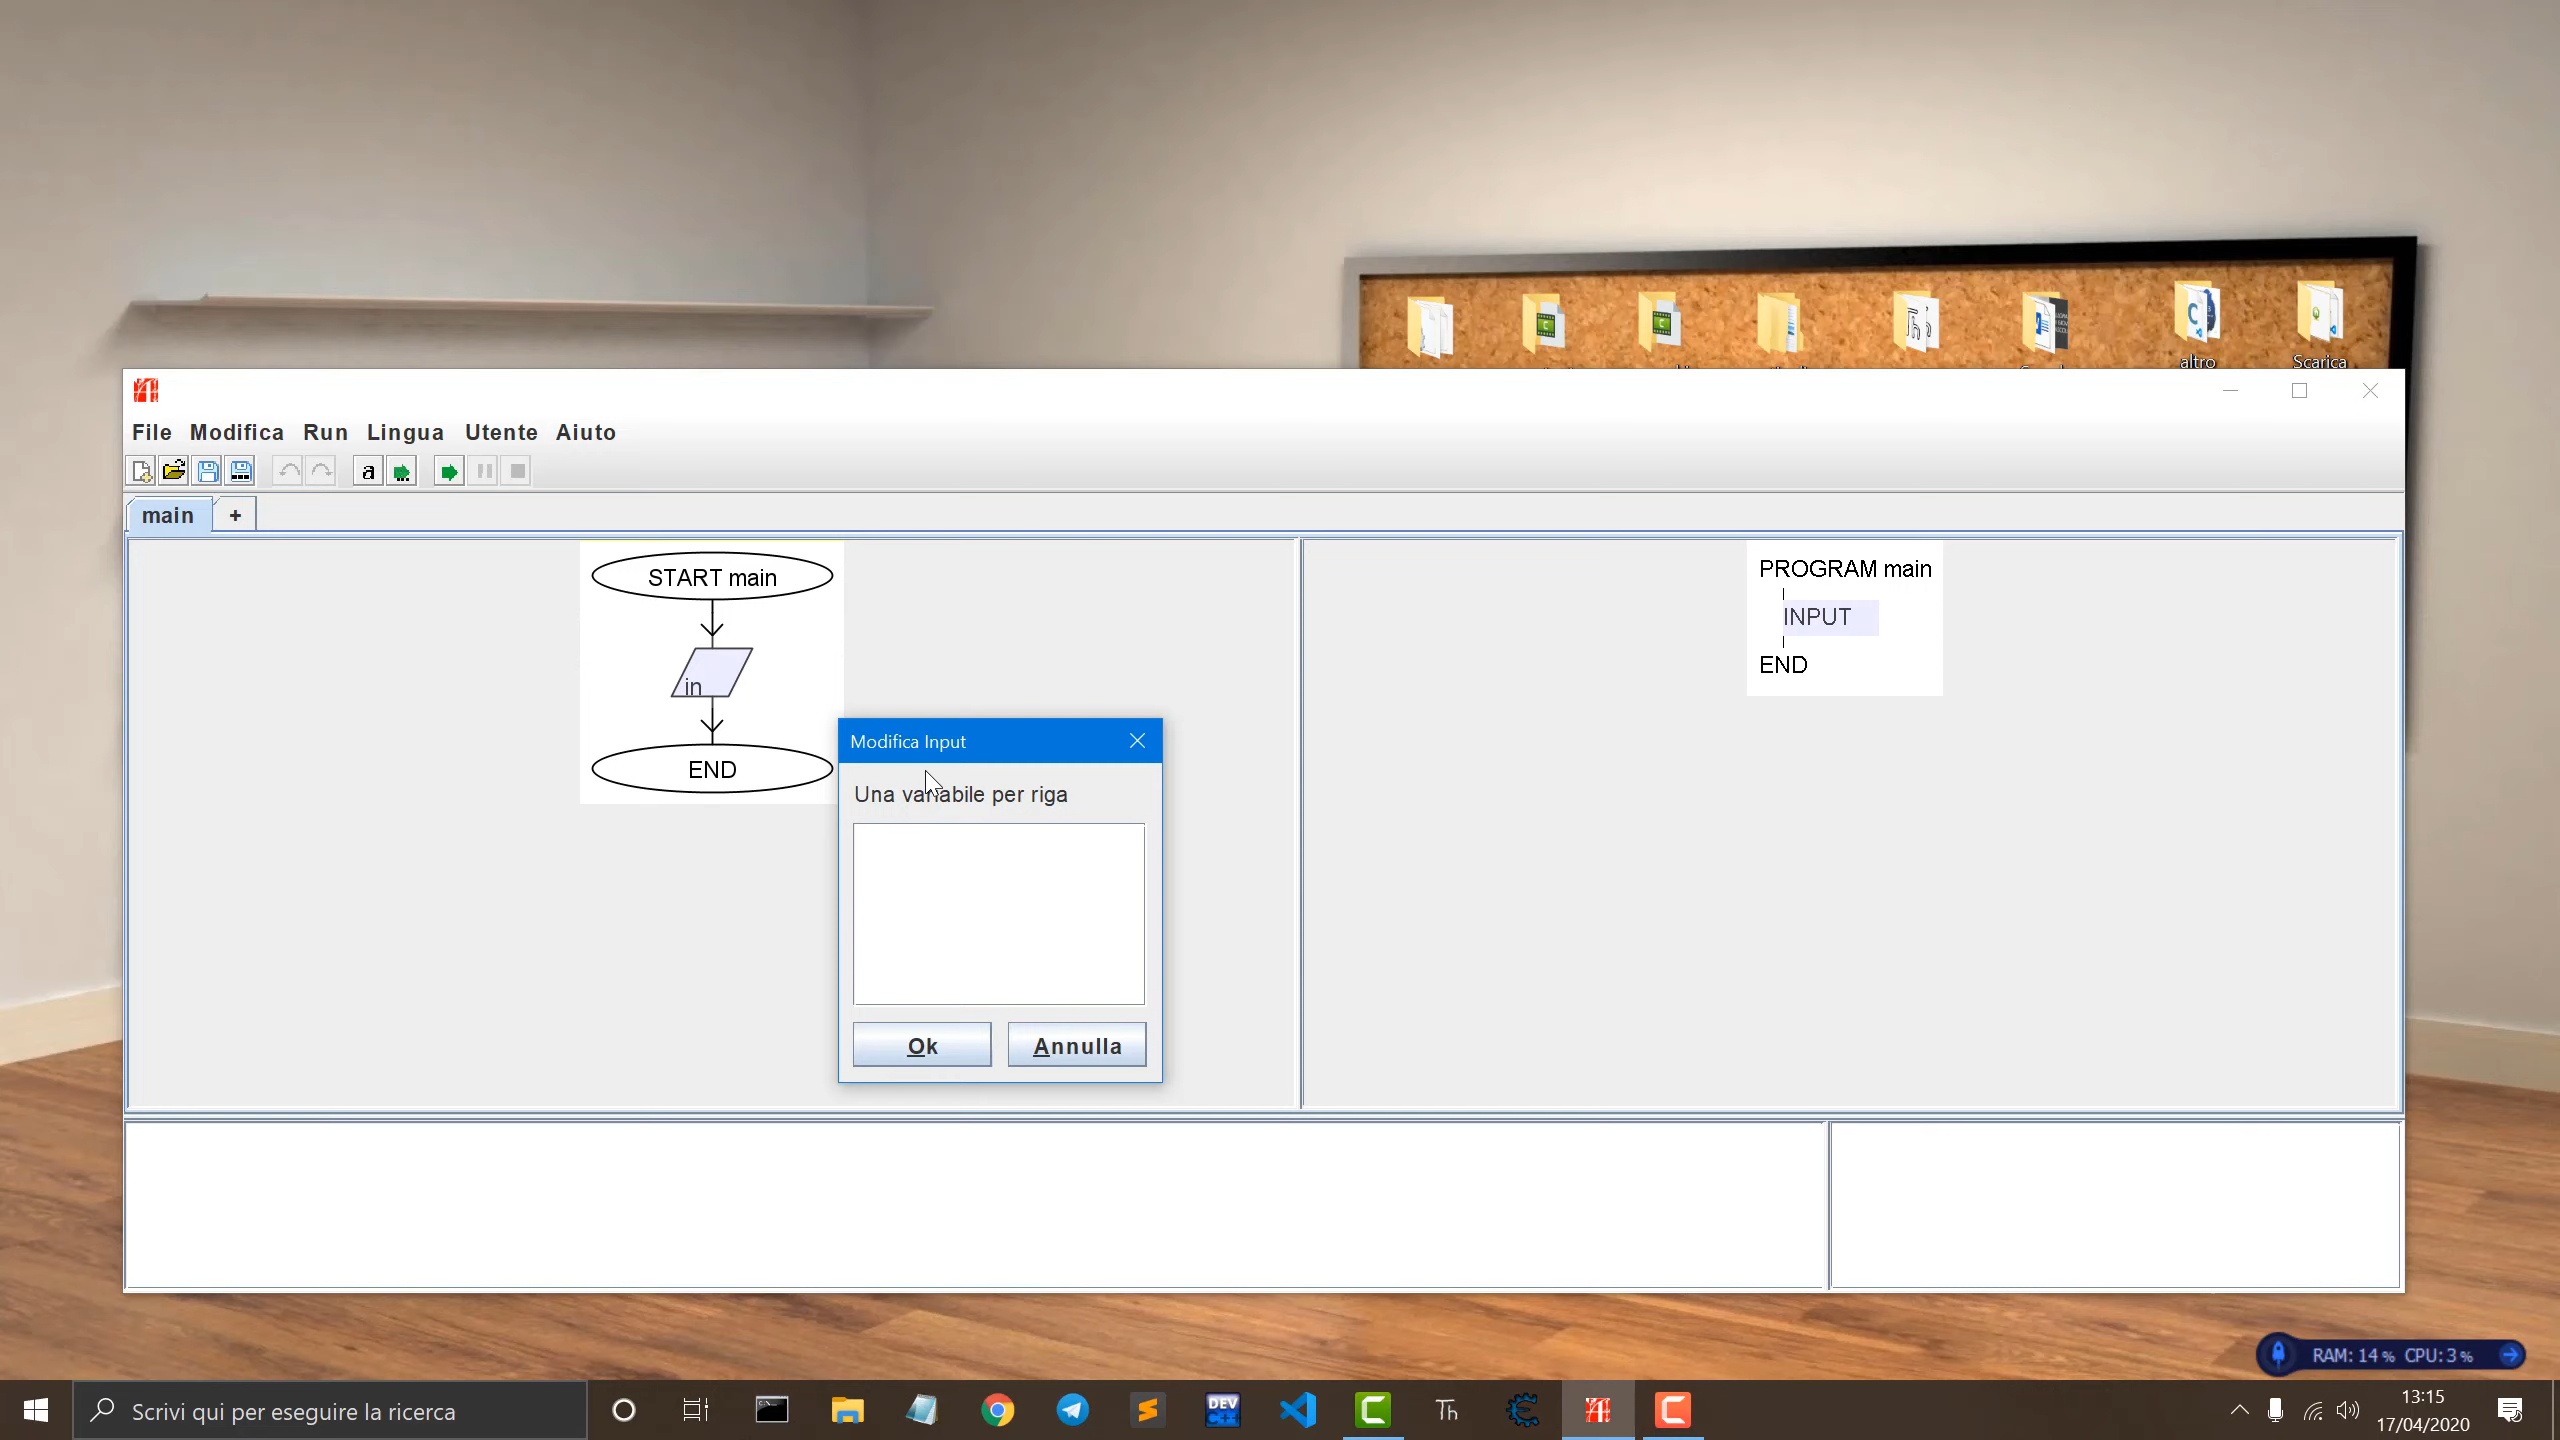 altro
Scarica
File Modifica Run Lingua Utente Aiuto
a
main +
START main
in
END
PROGRAM main
INPUT
END
Modifica Input
Una variabile per riga
Ok Annulla
RAM: 14 % CPU: 3 %
Scrivi qui per eseguire la ricerca
DEV
C++
Th
13:15
17/04/2020